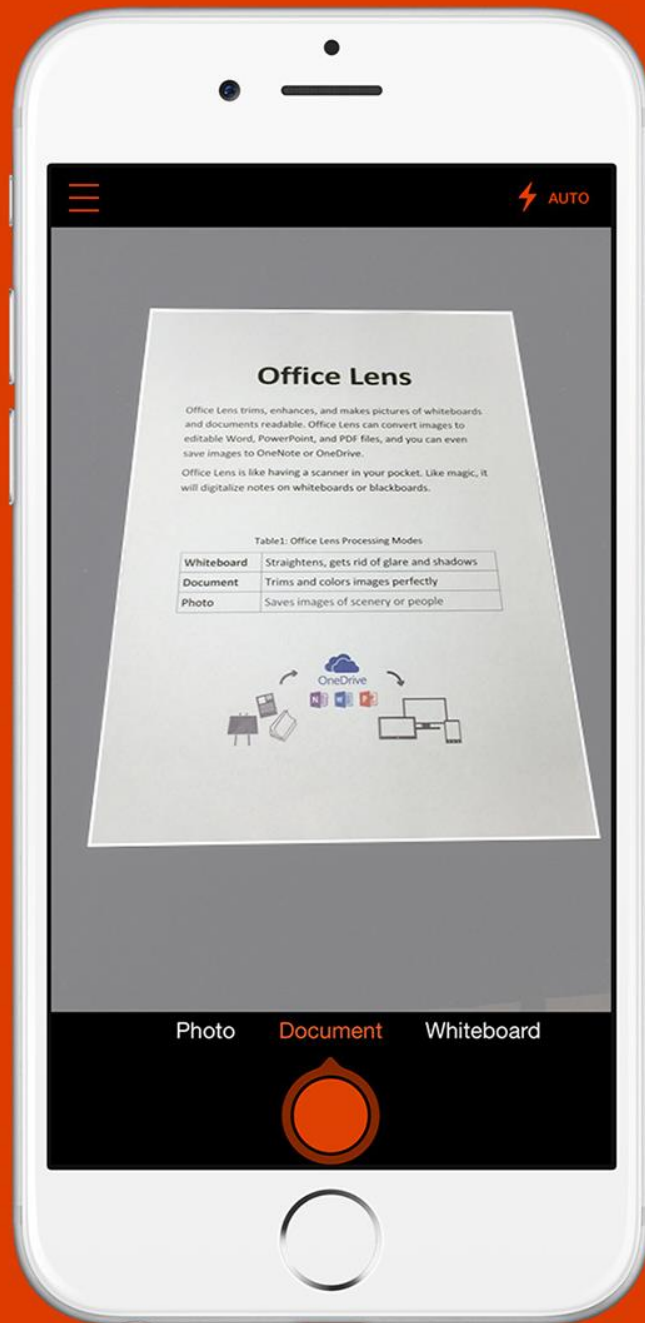 AUTO
Office Lens
Office Lens trims, enhances, and makes pictures of whiteboards
and documents readable. Office Lens can convert images to
editable Word, PowerPoint, and PDF files, and you can even
save images to OneNote or OneDrive.
Office Lens is like having a scanner in your pocket. Like magic, it
will digitalize notes on whiteboards or blackboards.
Table1: Office Lens Processing Modes
Whiteboard Straightens, gets rid of glare and shadows
Document Trims and colors images perfectly
Photo Saves images of scenery or people
OneDrive
N W P
Photo Document Whiteboard